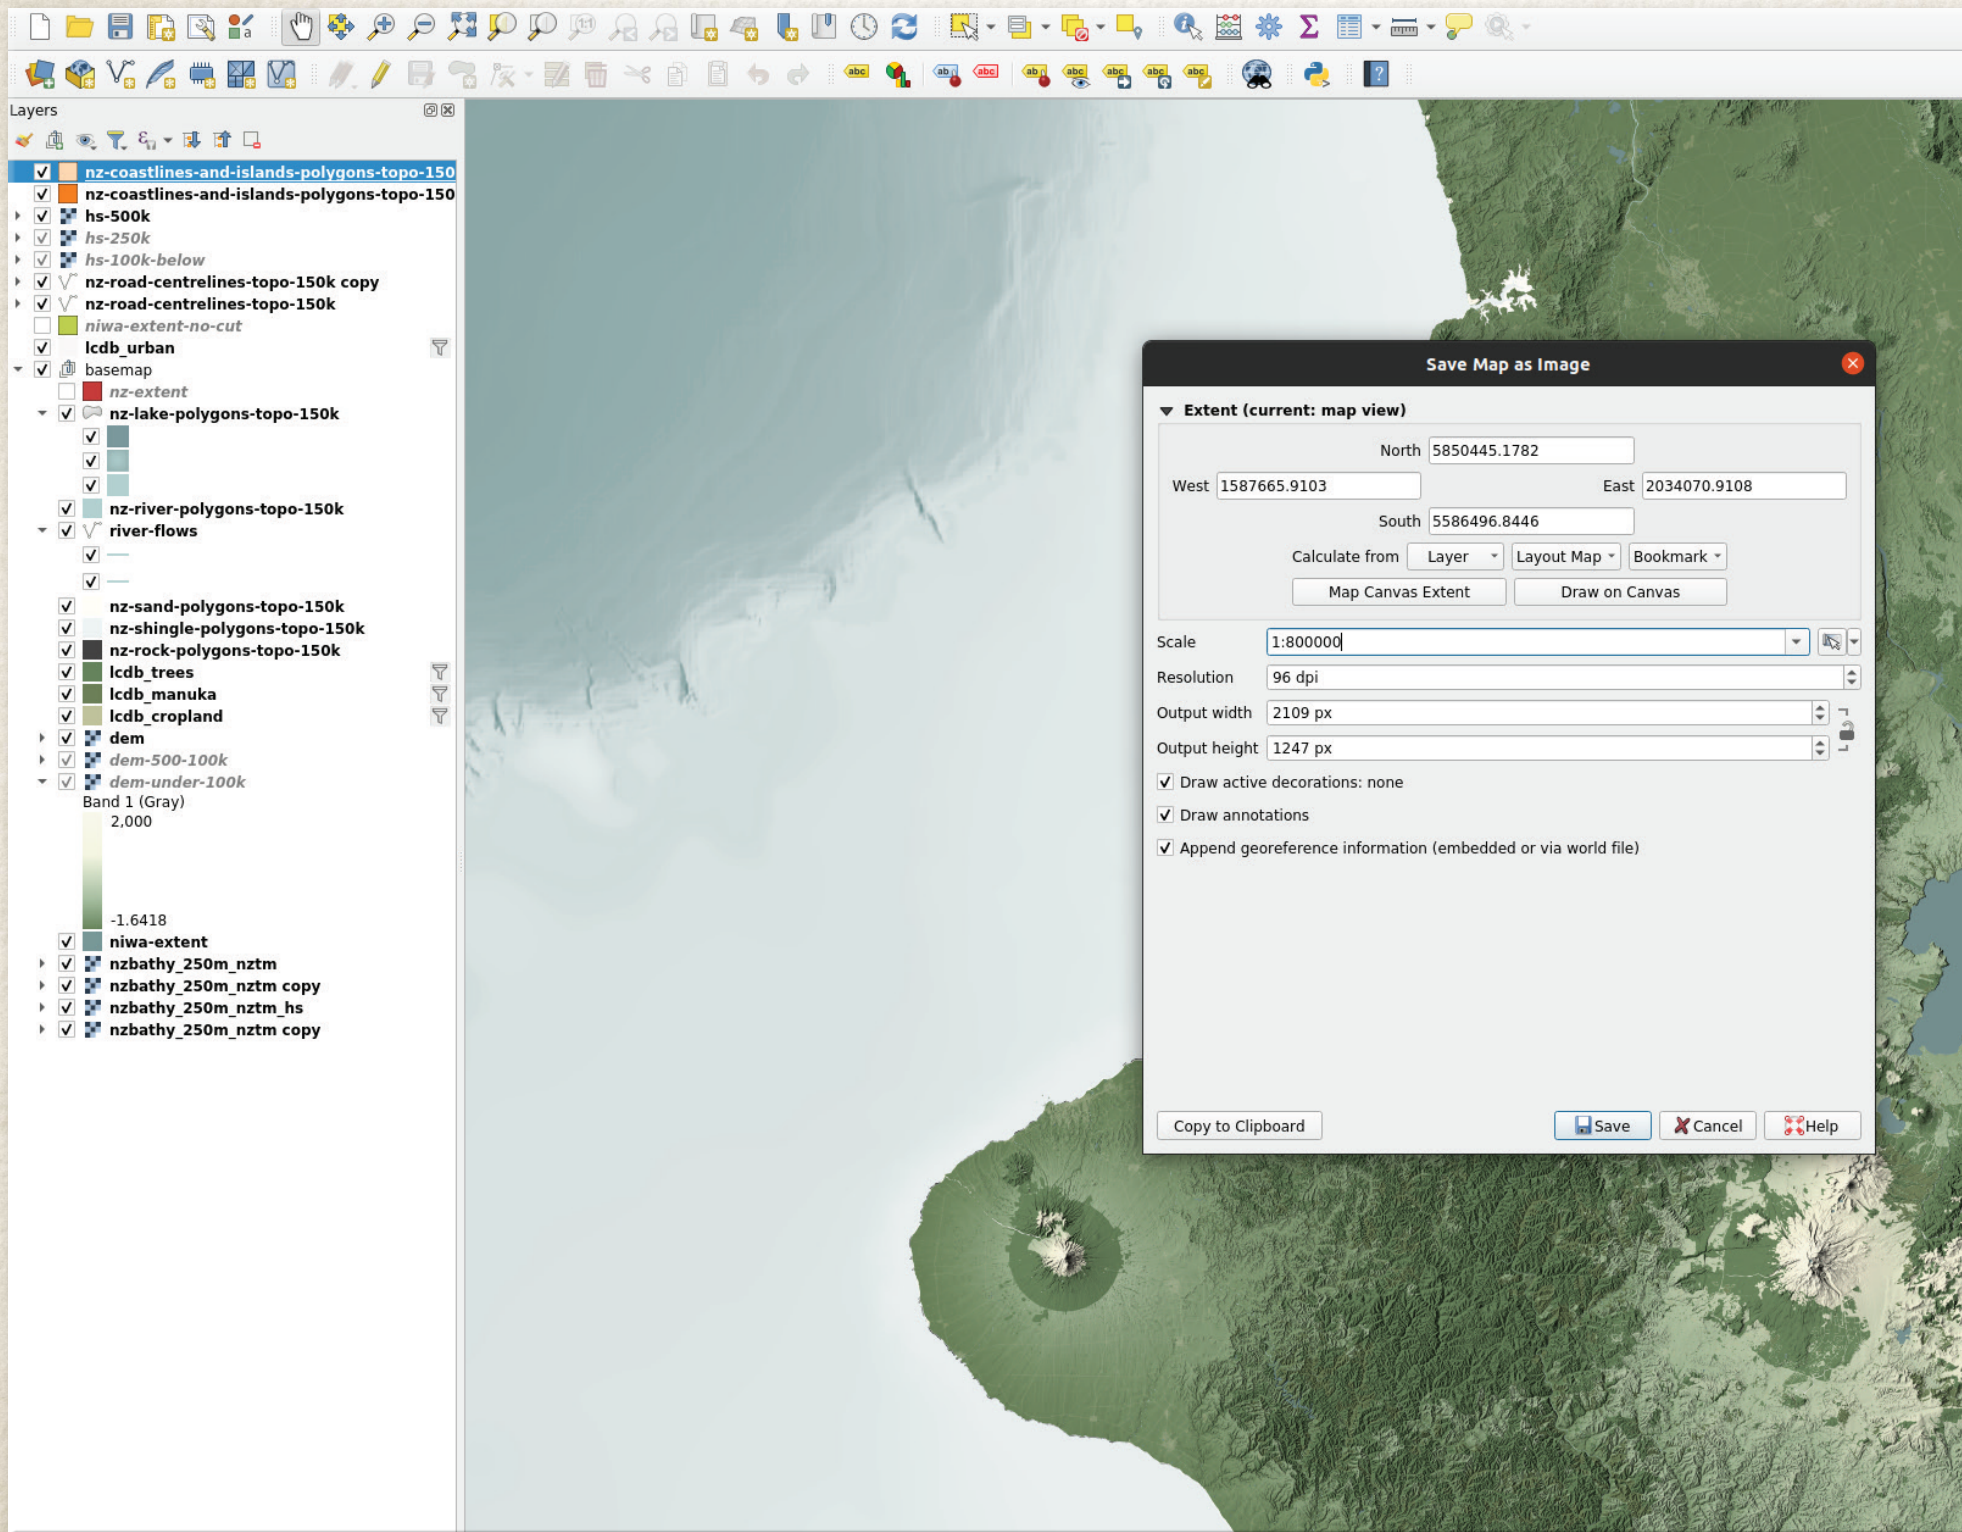 Layers
nz-coastlines-and-islands-polygons-topo-150
nz-coastlines-and-islands-polygons-topo-150
hs-500k
hs-250k
hs-100k-below
nz-road-centrelines-topo-150k copy
nz-road-centrelines-topo-150k
niwa-extent-no-cut
lcdb_urban
basemap
nz-extent
nz-lake-polygons-topo-150k
nz-river-polygons-topo-150k
river-flows
nz-sand-polygons-topo-150k
nz-shingle-polygons-topo-150k
nz-rock-polygons-topo-150k
lcdb_trees
lcdb_manuka
lcdb_cropland
dem
dem-500-100k
dem-under-100k
Band 1 (Gray)
2,000
-1.6418
niwa-extent
nzbathy_250m_nztm
nzbathy_250m_nztm copy
nzbathy_250m_nztm_hs
nzbathy_250m_nztm copy
Save Map as Image
Extent (current: map view)
North 5850445.1782
West 1587665.9103 East 2034070.9108
South 5586496.8446
Calculate from Layer Layout Map Bookmark
Map Canvas Extent Draw on Canvas
Scale 1:800000
Resolution 96 dpi
Output width 2109 px
Output height 1247 px
Draw active decorations: none
Draw annotations
Append georeference information (embedded or via world file)
Copy to Clipboard Save Cancel Help